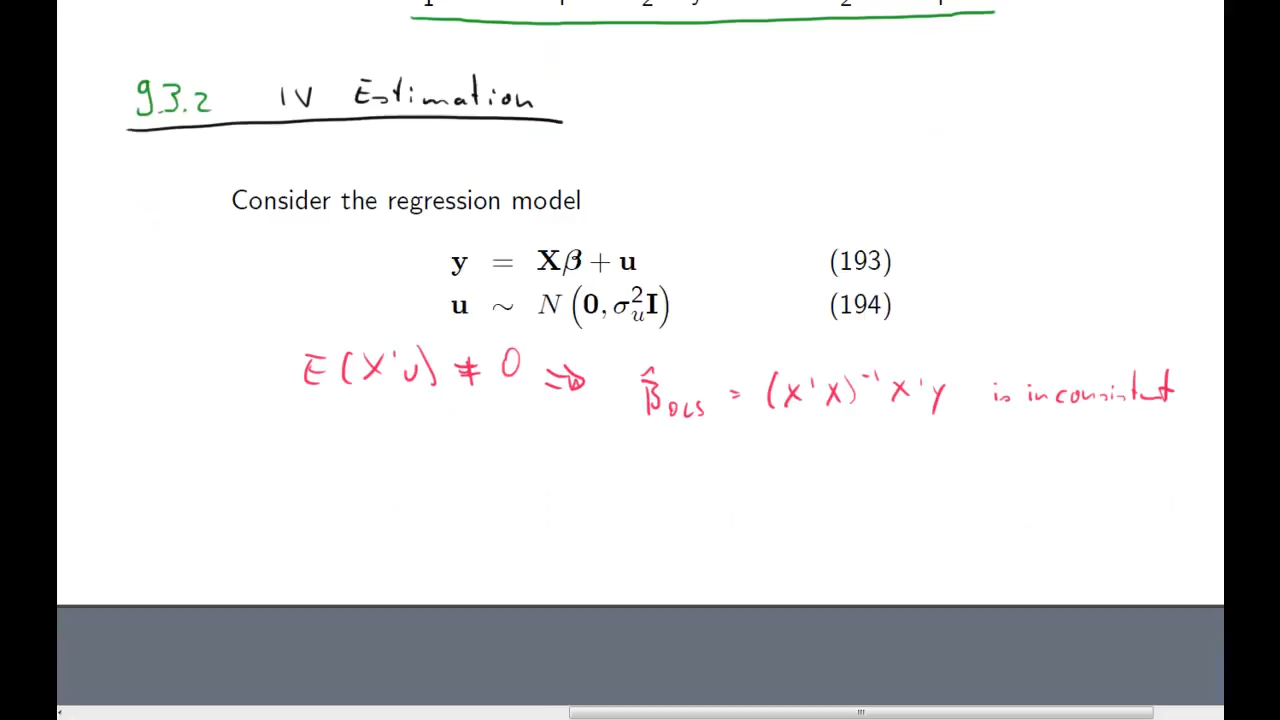 9.3.2 IV Estimation
Consider the regression model
y = Xβ + u (193)
u ∼ N(0, σ²ᵤI) (194)
E(X'u) ≠ 0 ⇒ β̂OLS = (X'X)⁻¹X'y is inconsistent